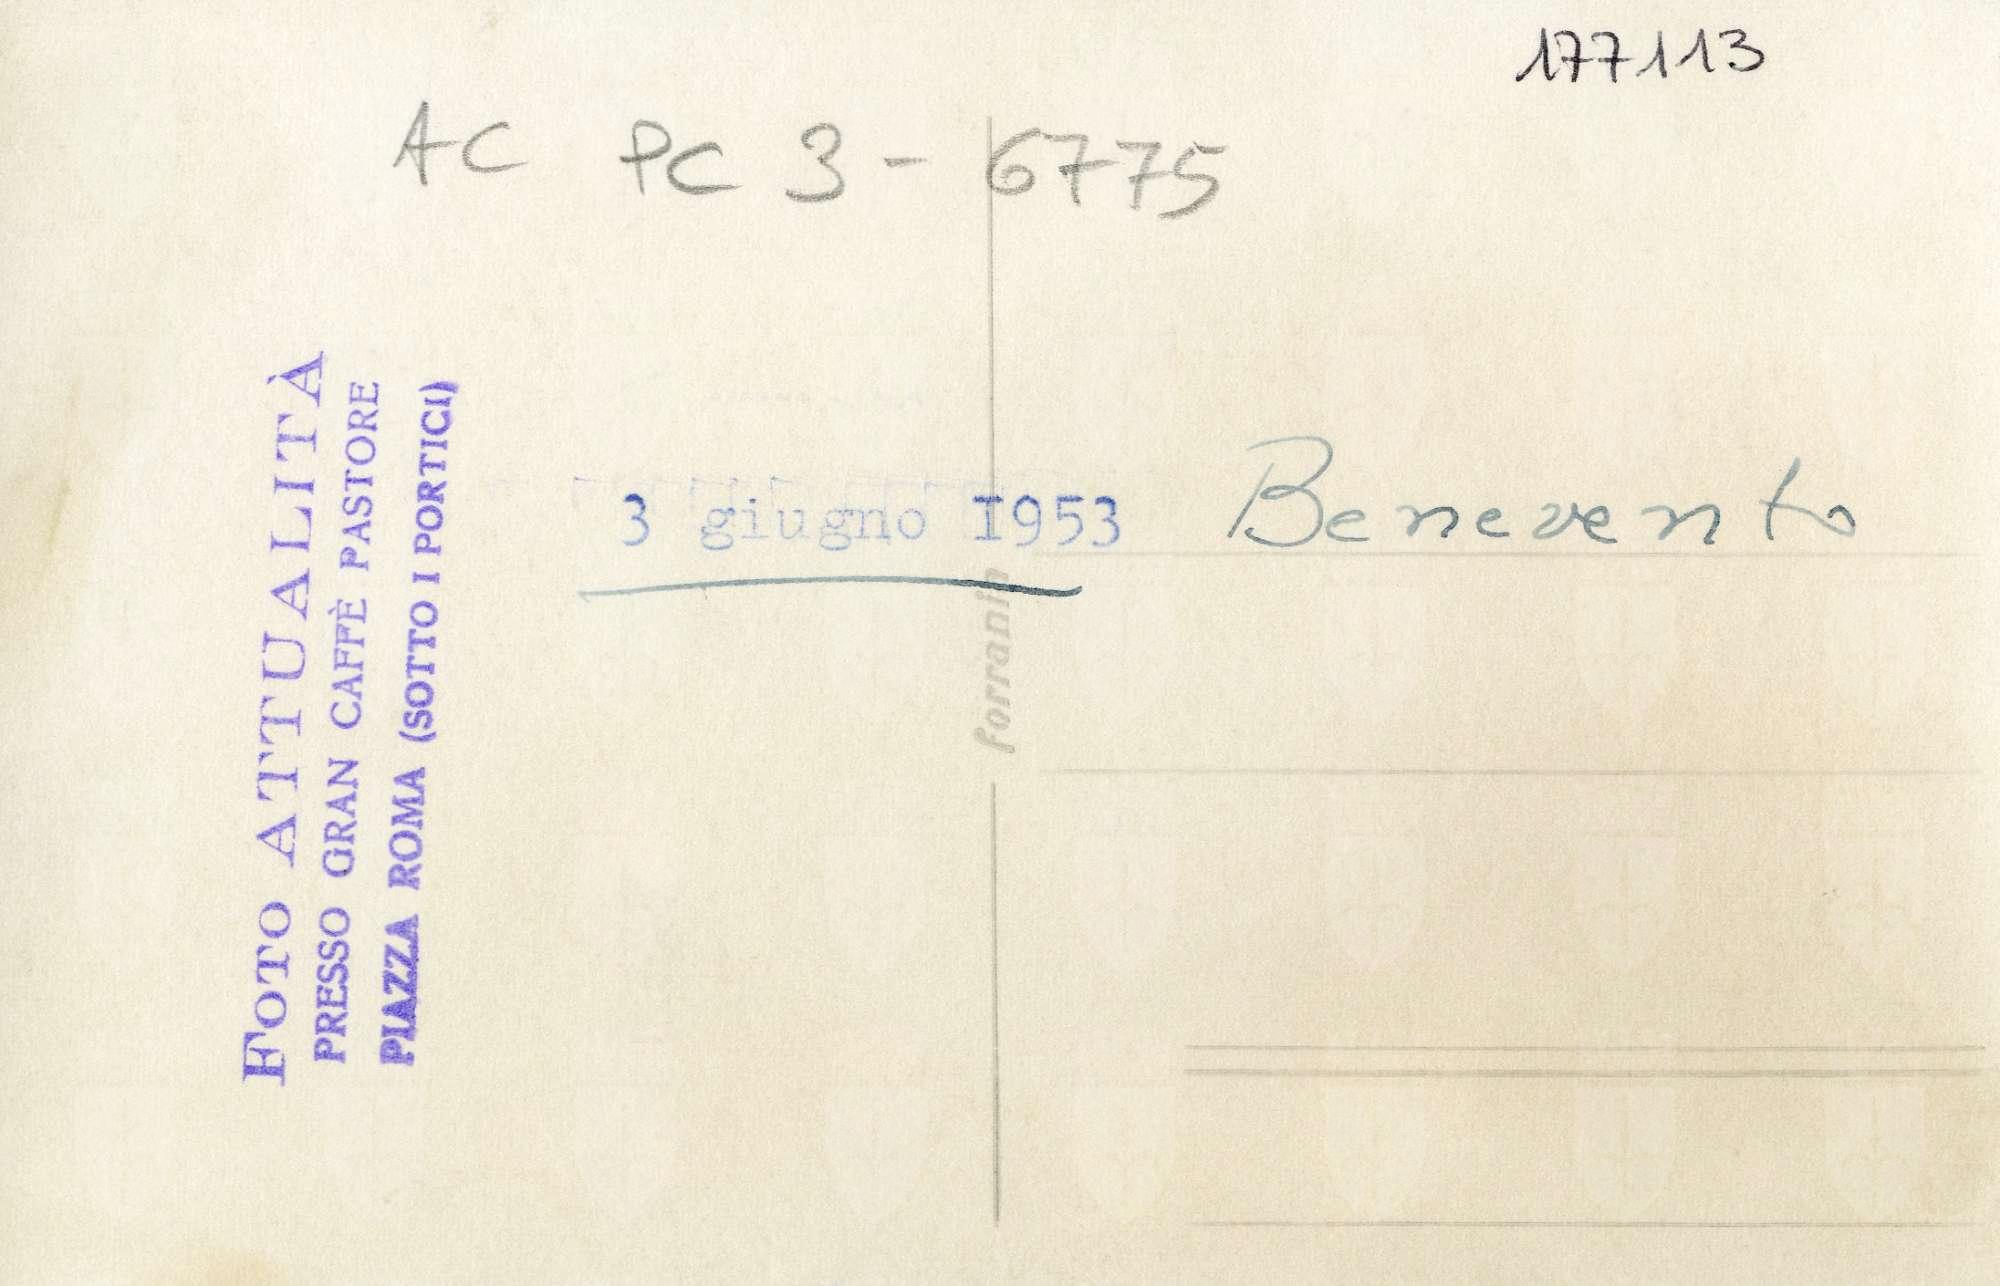 177113
AC PC 3 - 6775
FOTO ATTUALITÀ
PRESSO GRAN CAFFÈ PASTORE
PIAZZA ROMA (SOTTO I PORTICI)
3 giugno I953 Benevento
ferrania